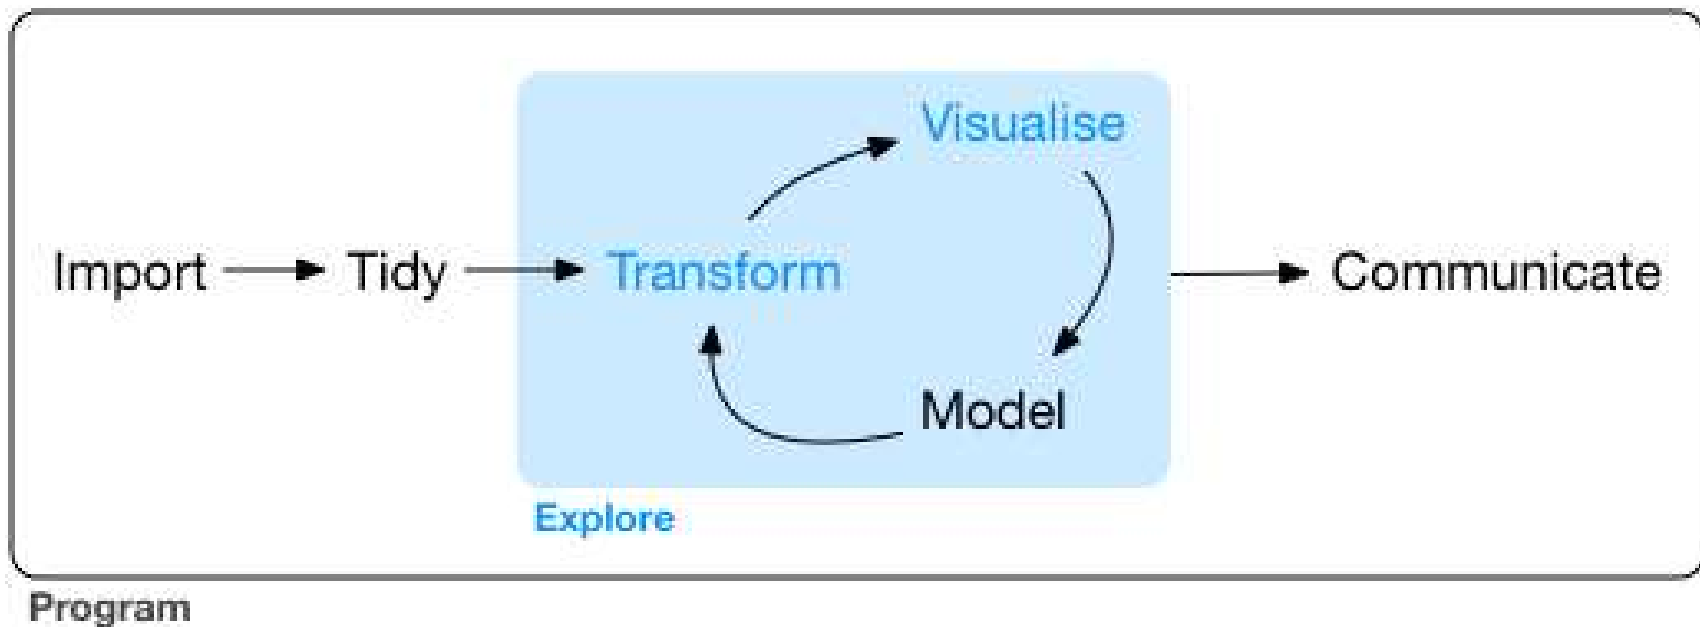 Visualise
Import Tidy Transform Communicate
Model
Explore
Program